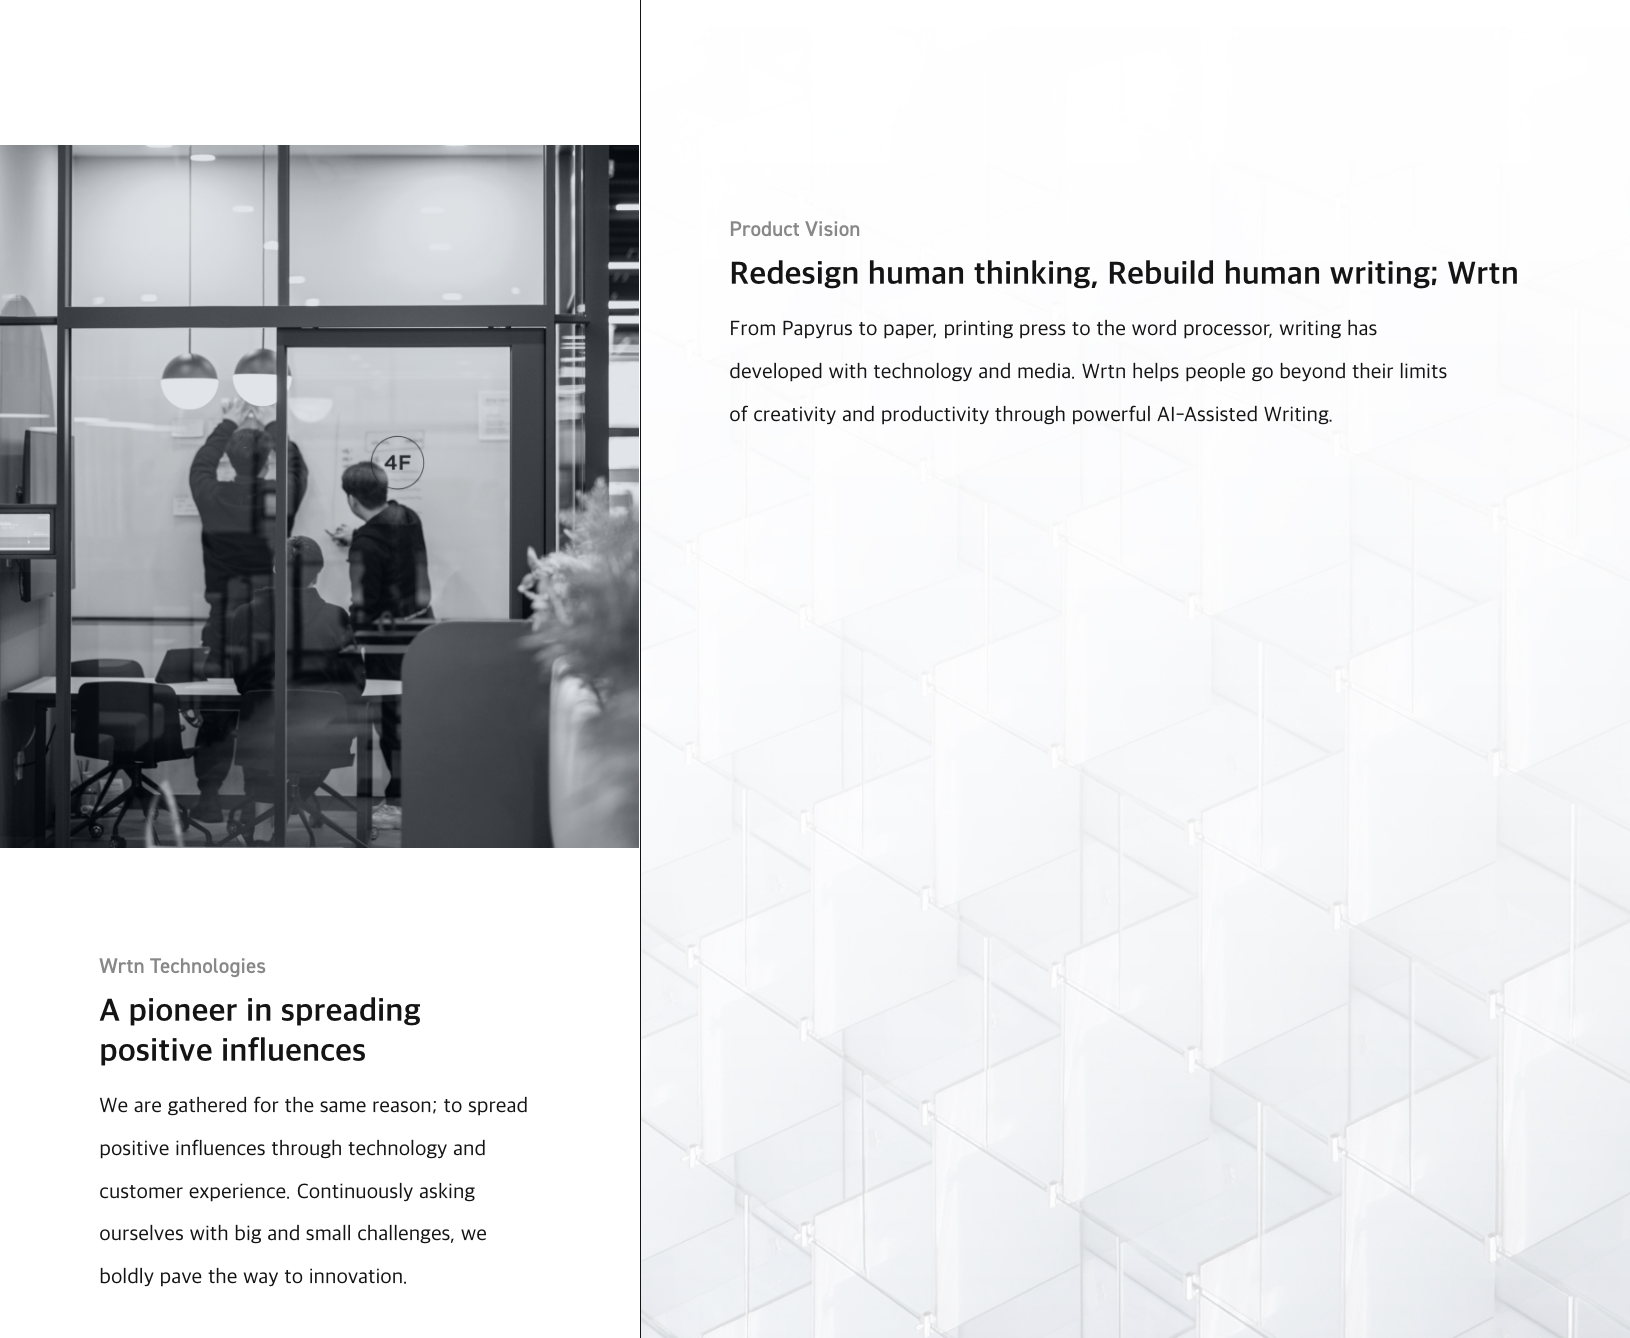 4F
Wrtn Technologies
A pioneer in spreading
positive influences
We are gathered for the same reason; to spread
positive influences through technology and
customer experience. Continuously asking
ourselves with big and small challenges, we
boldly pave the way to innovation.
Product Vision
Redesign human thinking, Rebuild human writing; Wrtn
From Papyrus to paper, printing press to the word processor, writing has
developed with technology and media. Wrtn helps people go beyond their limits
of creativity and productivity through powerful AI-Assisted Writing.